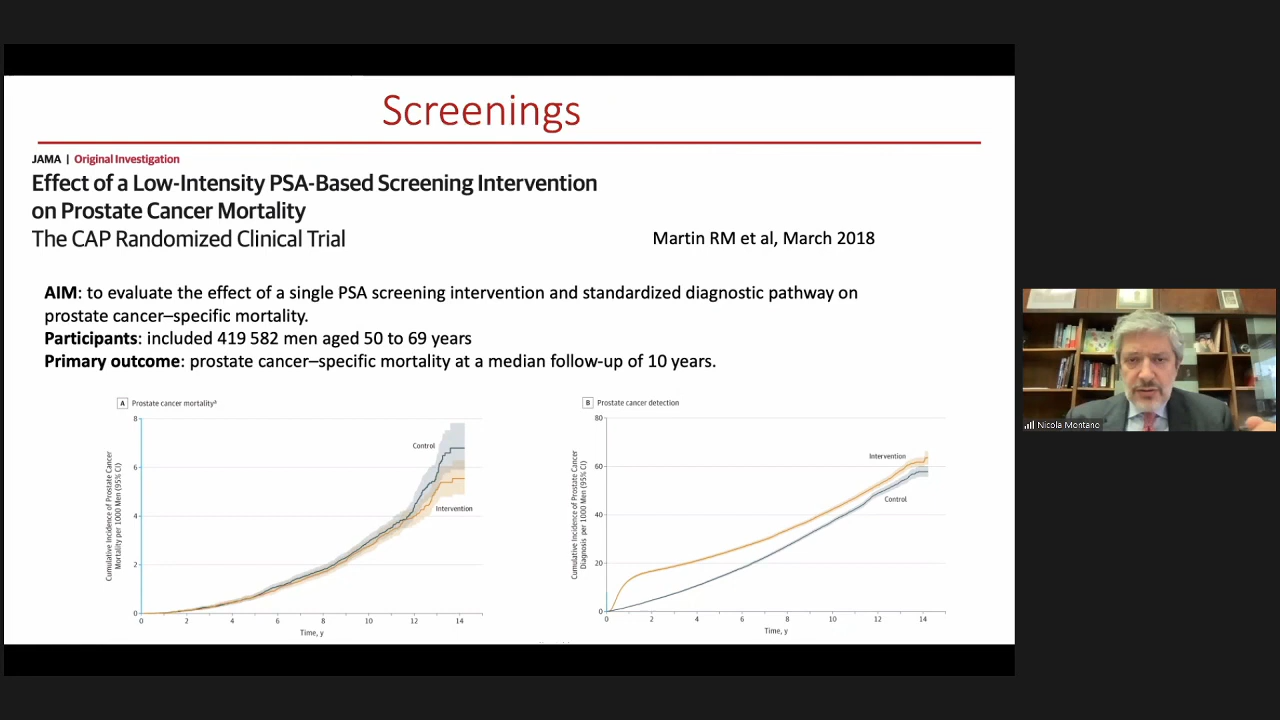 Screenings
JAMA | Original Investigation
Effect of a Low-Intensity PSA-Based Screening Intervention
on Prostate Cancer Mortality
The CAP Randomized Clinical Trial
Martin RM et al, March 2018
AIM: to evaluate the effect of a single PSA screening intervention and standardized diagnostic pathway on
prostate cancer–specific mortality.
Participants: included 419 582 men aged 50 to 69 years
Primary outcome: prostate cancer–specific mortality at a median follow-up of 10 years.
A Prostate cancer mortalityª
Cumulative Incidence of Prostate Cancer
Mortality per 1000 Men (95% CI)
8
6
4
2
0
Control
Intervention
0 2 4 6 8 10 12 14
Time, y
B Prostate cancer detection
Cumulative Incidence of Prostate Cancer
Diagnosis per 1000 Men (95% CI)
80
60
40
20
0
Intervention
Control
0 2 4 6 8 10 12 14
Time, y
Nicola Montano